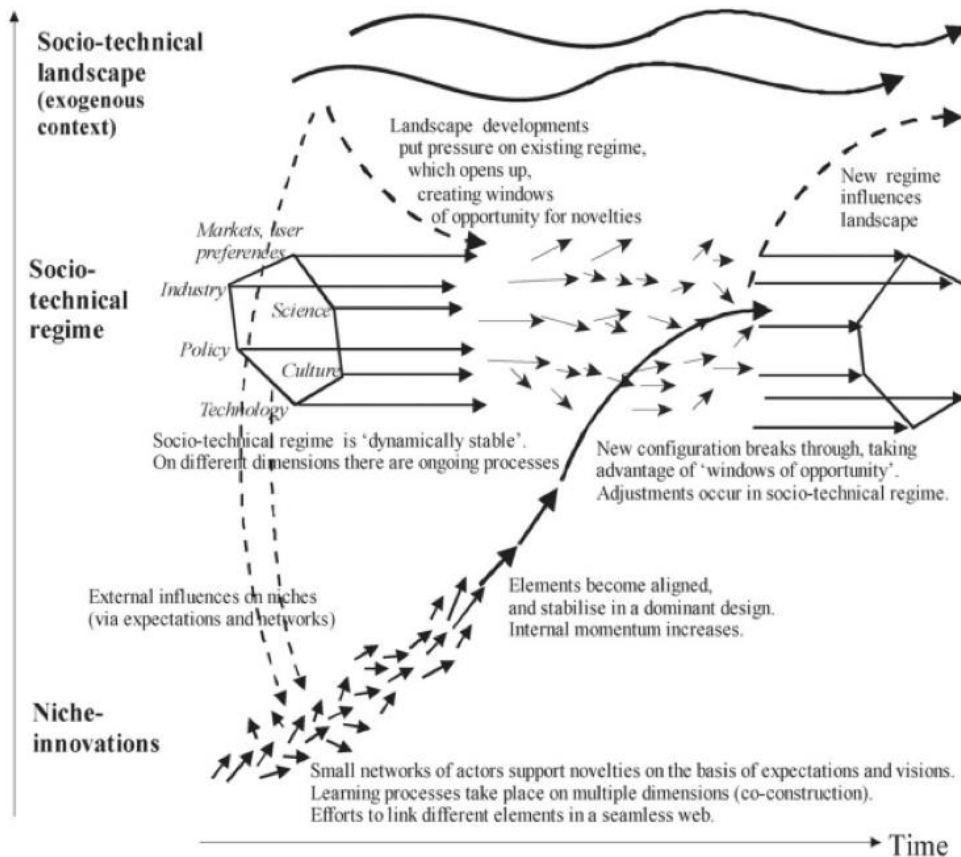 Socio-technical
landscape
(exogenous
context)
Landscape developments
put pressure on existing regime,
which opens up,
creating windows
of opportunity for novelties
New regime
influences
landscape
Markets, user
preferences
Socio-
technical
regime
Industry
Science
Policy
Culture
Technology
Socio-technical regime is ‘dynamically stable’.
On different dimensions there are ongoing processes
New configuration breaks through, taking
advantage of ‘windows of opportunity’.
Adjustments occur in socio-technical regime.
External influences on niches
(via expectations and networks)
Elements become aligned,
and stabilise in a dominant design.
Internal momentum increases.
Niche-
innovations
Small networks of actors support novelties on the basis of expectations and visions.
Learning processes take place on multiple dimensions (co-construction).
Efforts to link different elements in a seamless web.
Time